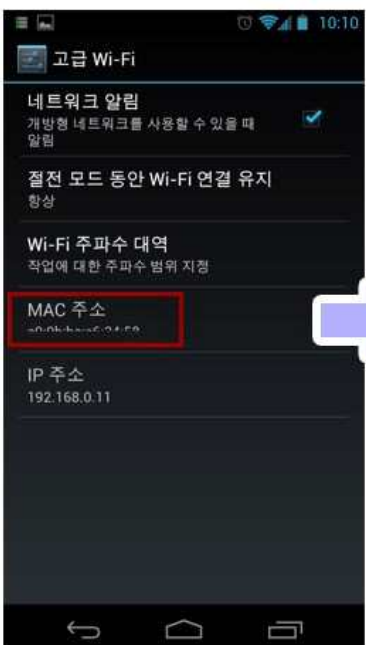 10:10
고급 Wi-Fi
네트워크 알림
개방형 네트워크를 사용할 수 있을 때
알림
절전 모드 동안 Wi-Fi 연결 유지
항상
Wi-Fi 주파수 대역
작업에 대한 주파수 범위 지정
MAC 주소
IP 주소
192.168.0.11